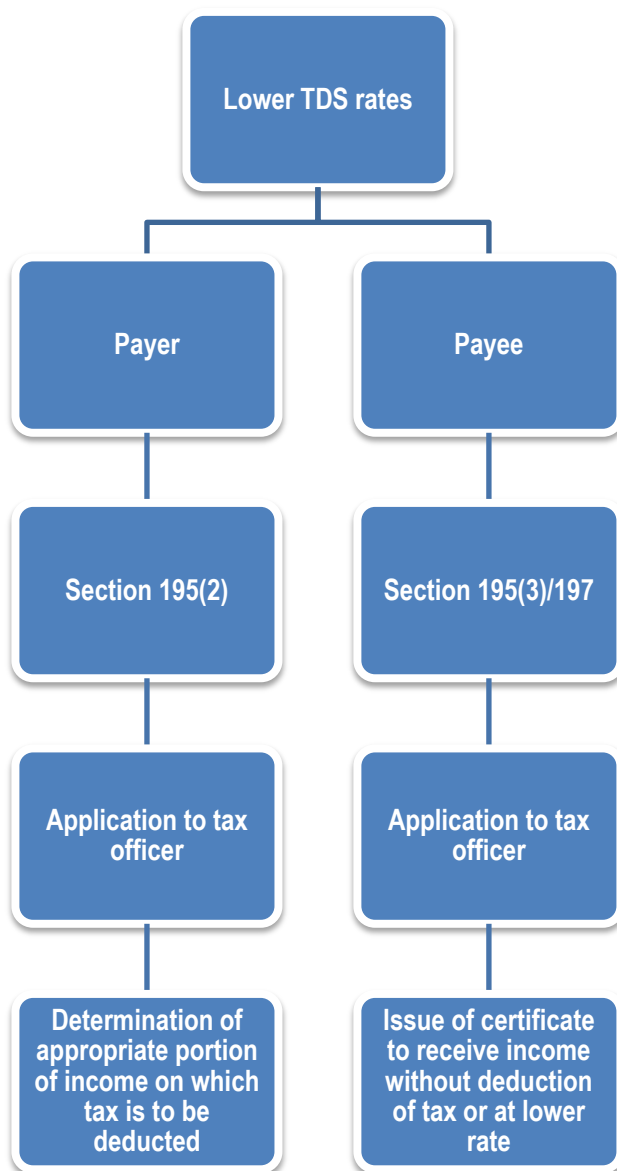 Lower TDS rates
Payer
Payee
Section 195(2)
Section 195(3)/197
Application to tax
officer
Application to tax
officer
Determination of
appropriate portion
of income on which
tax is to be
deducted
Issue of certificate
to receive income
without deduction
of tax or at lower
rate